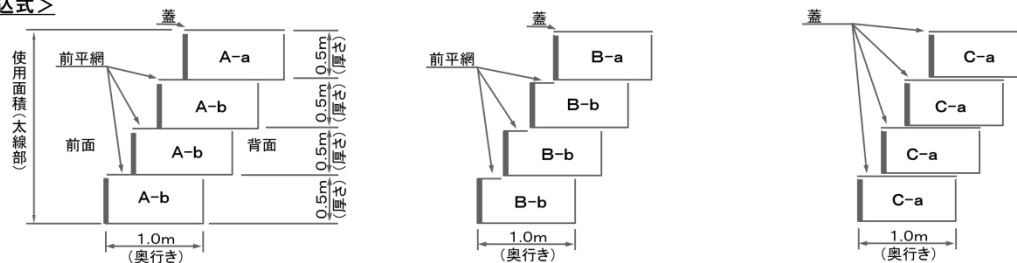 込式＞
蓋
使用面積(太線部)
前平網
前面
背面
A-a
A-b
A-b
A-b
0.5m
(厚さ)
0.5m
(厚さ)
0.5m
(厚さ)
0.5m
(厚さ)
1.0m
(奥行き)
蓋
前平網
B-a
B-b
B-b
B-b
1.0m
(奥行き)
蓋
C-a
C-a
C-a
C-a
1.0m
(奥行き)